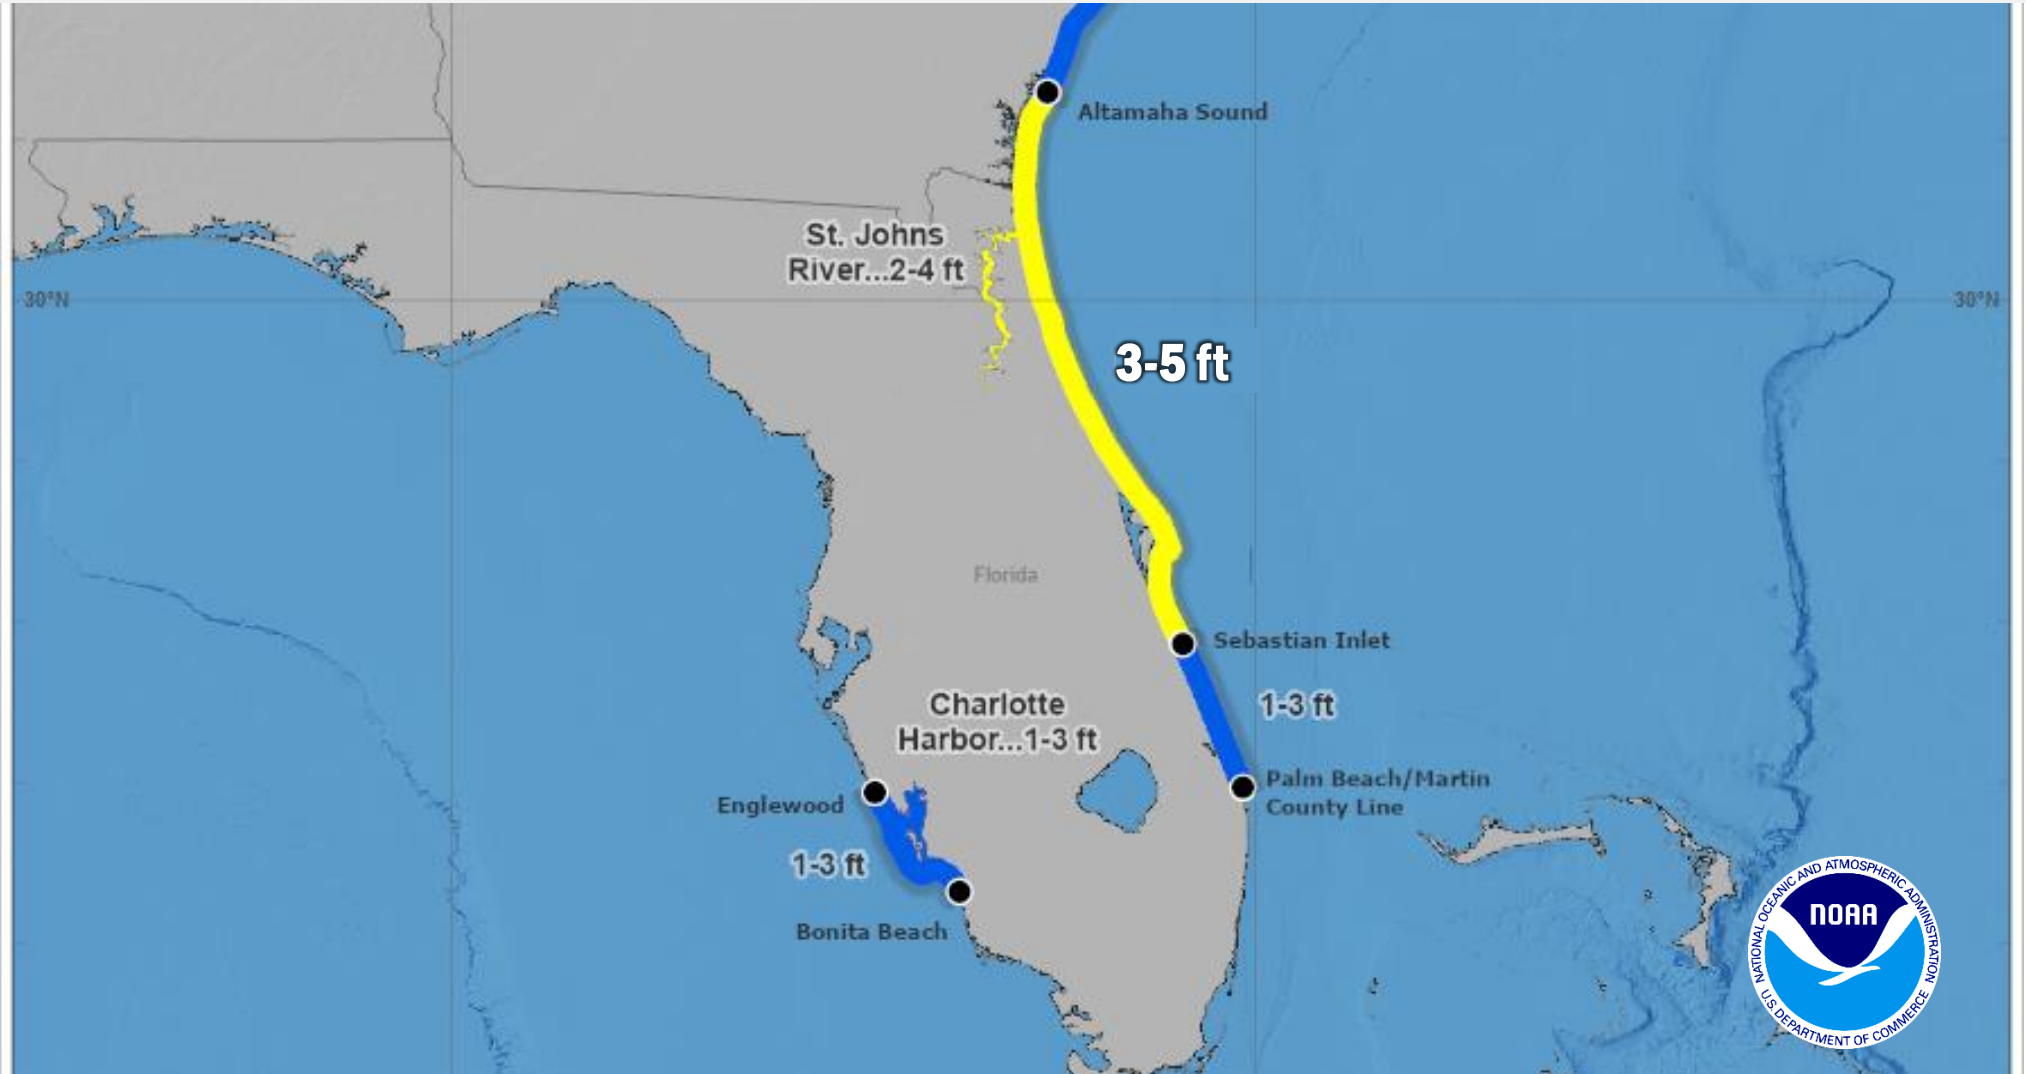 Altamaha Sound
St. Johns
River...2-4 ft
30°N
30°N
3-5 ft
Florida
Sebastian Inlet
Charlotte
Harbor...1-3 ft
1-3 ft
Palm Beach/Martin
County Line
Englewood
1-3 ft
Bonita Beach
NATIONAL OCEANIC AND ATMOSPHERIC ADMINISTRATION
NOAA
U.S. DEPARTMENT OF COMMERCE